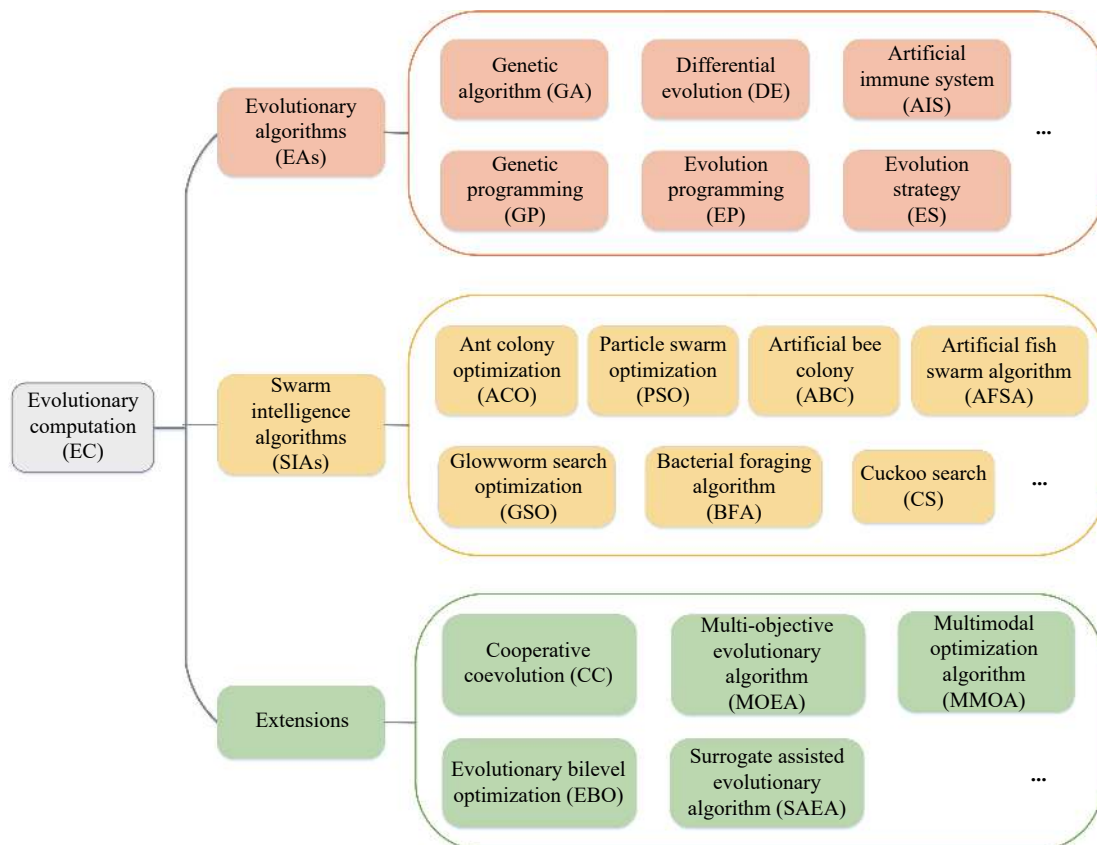 Evolutionary
computation
(EC)
Evolutionary
algorithms
(EAs)
Genetic
algorithm (GA)
Differential
evolution (DE)
Artificial
immune system
(AIS)
Genetic
programming
(GP)
Evolution
programming
(EP)
Evolution
strategy
(ES)
...
Swarm
intelligence
algorithms
(SIAs)
Ant colony
optimization
(ACO)
Particle swarm
optimization
(PSO)
Artificial bee
colony
(ABC)
Artificial fish
swarm algorithm
(AFSA)
Glowworm search
optimization
(GSO)
Bacterial foraging
algorithm
(BFA)
Cuckoo search
(CS)
...
Extensions
Cooperative
coevolution (CC)
Multi-objective
evolutionary
algorithm
(MOEA)
Multimodal
optimization
algorithm
(MMOA)
Evolutionary bilevel
optimization (EBO)
Surrogate assisted
evolutionary
algorithm (SAEA)
...